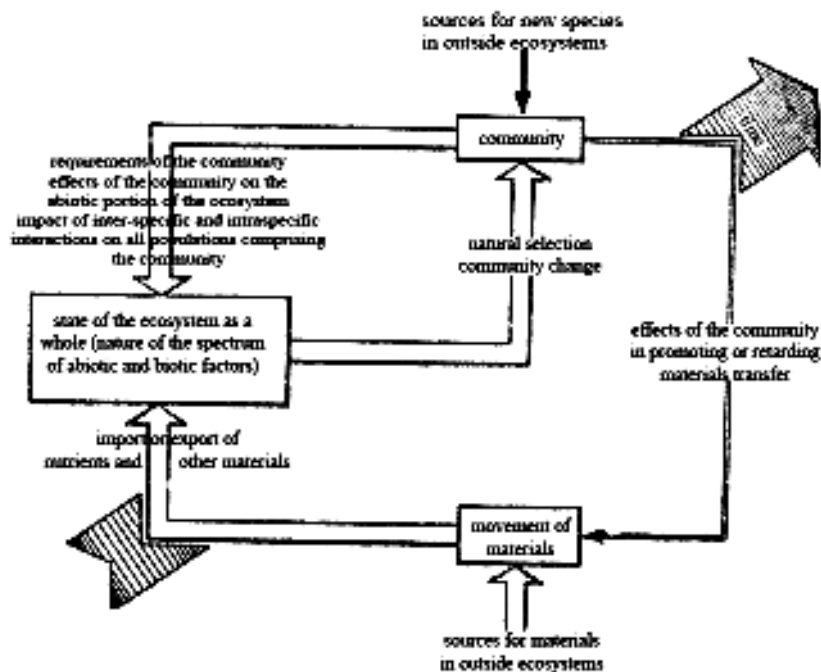 sources for new species
in outside ecosystems
community
requirements of the community
effects of the community on the
abiotic portion of the ecosystem
impact of inter-specific and intraspecific
interactions on all populations comprising
the community
natural selection
community change
state of the ecosystem as a
whole (nature of the spectrum
of abiotic and biotic factors)
effects of the community
in promoting or retarding
materials transfer
import or export of
nutrients and other materials
movement of
materials
sources for materials
in outside ecosystems